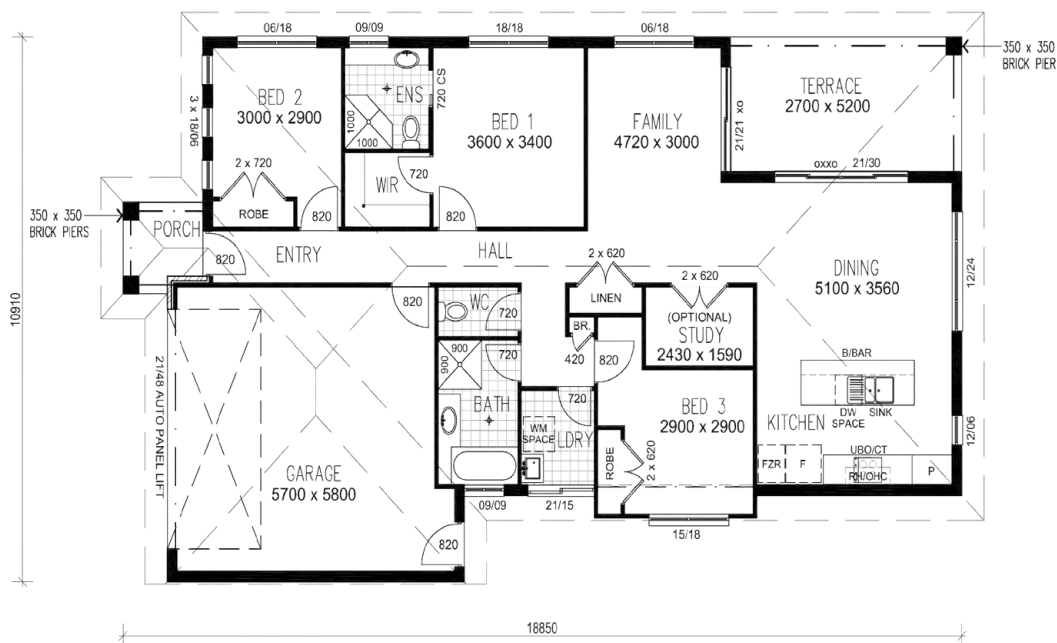 06/18
09/09
18/18
06/18
350 x 350
BRICK PIER
3 x 18/06
BED 2
3000 x 2900
2 x 720
ROBE
820
ENS
1000
1000
720 CS
WIR
720
BED 1
3600 x 3400
820
FAMILY
4720 x 3000
21/21 xo
TERRACE
2700 x 5200
oxxo 21/30
350 x 350
BRICK PIERS
PORCH
820
ENTRY
HALL
10910
820
WC
720
2 x 620
LINEN
2 x 620
(OPTIONAL)
STUDY
2430 x 1590
DINING
5100 x 3560
12/24
BR.
420
820
900
900
720
BATH
21/48 AUTO PANEL LIFT
GARAGE
5700 x 5800
720
WM
SPACE
LDRY
BED 3
2900 x 2900
ROBE
2 x 620
B/BAR
DW
SPACE
SINK
KITCHEN
12/06
FZR
F
UBO/CT
RH/OHC
P
09/09
21/15
15/18
820
18850